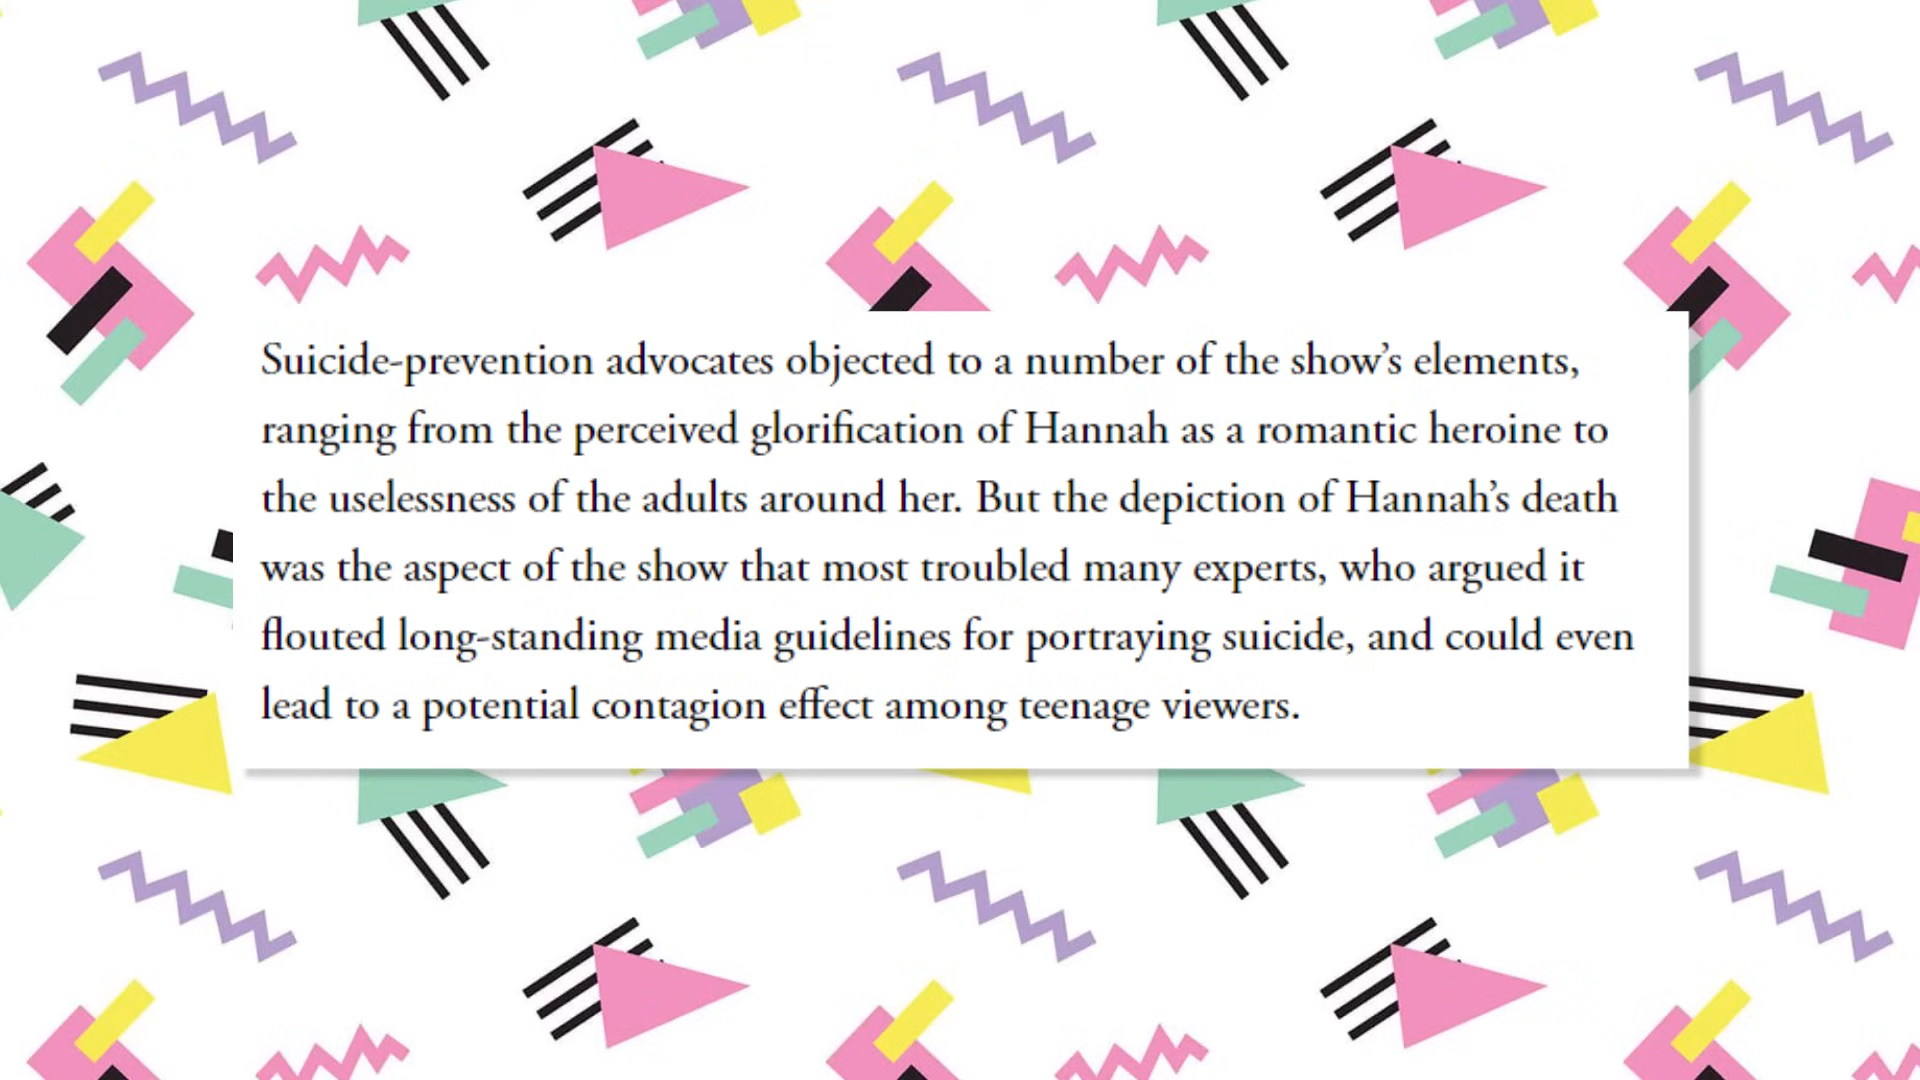 Suicide-prevention advocates objected to a number of the show’s elements,
ranging from the perceived glorification of Hannah as a romantic heroine to
the uselessness of the adults around her. But the depiction of Hannah’s death
was the aspect of the show that most troubled many experts, who argued it
flouted long-standing media guidelines for portraying suicide, and could even
lead to a potential contagion effect among teenage viewers.